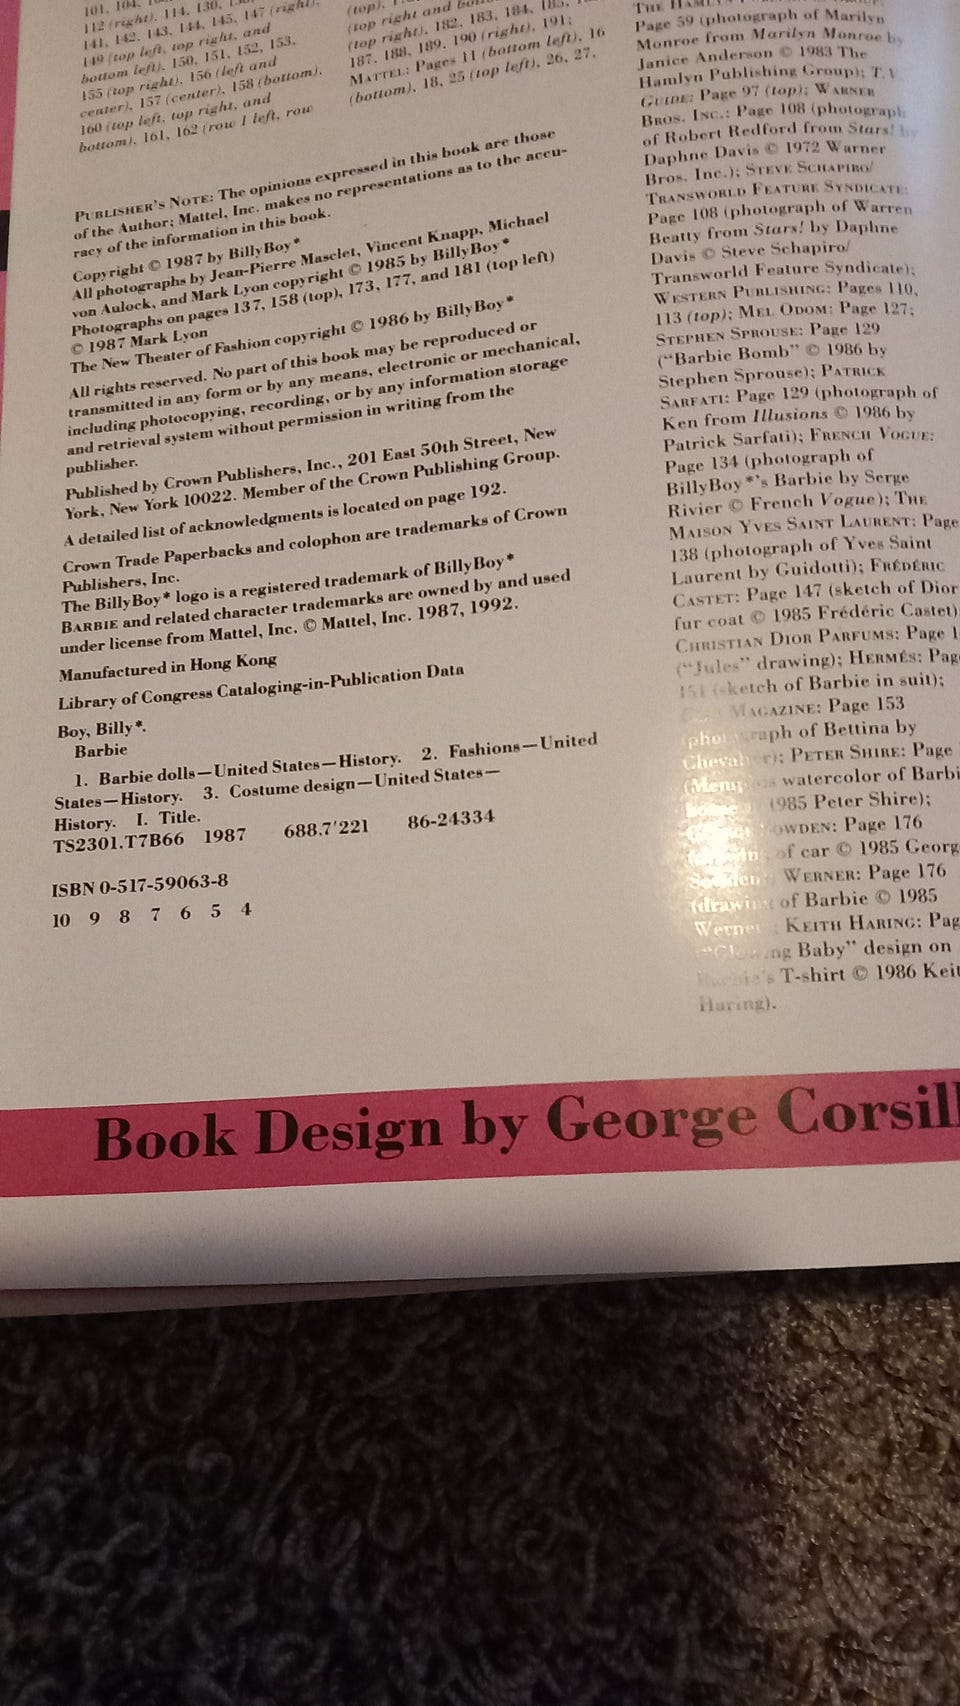 112 (right), 114, 130,
141, 142, 143, 144, 145, 147 (right),
149 (top left, top right, and
bottom left), 150, 151, 152, 153,
155 (top right), 156 (left and
center), 157 (center), 158 (bottom),
160 (top left, top right, and
bottom), 161, 162 (row 1 left, row
(top right and
(top right), 182, 183, 184, 185,
187, 188, 189, 190 (right), 191;
MATTEL: Pages 11 (bottom left), 16
(bottom), 18, 25 (top left), 26, 27,
PUBLISHER'S NOTE: The opinions expressed in this book are those
of the Author; Mattel, Inc. makes no representations as to the accu-
racy of the information in this book.
Copyright © 1987 by BillyBoy*
All photographs by Jean-Pierre Masclet, Vincent Knapp, Michael
von Aulock, and Mark Lyon copyright © 1985 by BillyBoy*
Photographs on pages 137, 158 (top), 173, 177, and 181 (top left)
© 1987 Mark Lyon
The New Theater of Fashion copyright © 1986 by BillyBoy*
All rights reserved. No part of this book may be reproduced or
transmitted in any form or by any means, electronic or mechanical,
including photocopying, recording, or by any information storage
and retrieval system without permission in writing from the
publisher.
Published by Crown Publishers, Inc., 201 East 50th Street, New
York, New York 10022. Member of the Crown Publishing Group.
A detailed list of acknowledgments is located on page 192.
Crown Trade Paperbacks and colophon are trademarks of Crown
Publishers, Inc.
The BillyBoy* logo is a registered trademark of BillyBoy*
BARBIE and related character trademarks are owned by and used
under license from Mattel, Inc. © Mattel, Inc. 1987, 1992.
Manufactured in Hong Kong
Library of Congress Cataloging-in-Publication Data
Boy, Billy*.
Barbie
1. Barbie dolls—United States—History. 2. Fashions—United
States—History. 3. Costume design—United States—
History. I. Title.
TS2301.T7B66 1987 688.7'221 86-24334
ISBN 0-517-59063-8
10 9 8 7 6 5 4
Page 59 (photograph of Marilyn
Monroe from Marilyn Monroe by
Janice Anderson © 1983 The
Hamlyn Publishing Group); T.V.
GUIDE: Page 97 (top); WARNER
BROS. INC.: Page 108 (photograph
of Robert Redford from Stars! by
Daphne Davis © 1972 Warner
Bros. Inc.); STEVE SCHAPIRO/
TRANSWORLD FEATURE SYNDICATE:
Page 108 (photograph of Warren
Beatty from Stars! by Daphne
Davis © Steve Schapiro/
Transworld Feature Syndicate);
WESTERN PUBLISHING: Pages 110,
113 (top); MEL ODOM: Page 127;
STEPHEN SPROUSE: Page 129
("Barbie Bomb" © 1986 by
Stephen Sprouse); PATRICK
SARFATI: Page 129 (photograph of
Ken from Illusions © 1986 by
Patrick Sarfati); FRENCH VOGUE:
Page 134 (photograph of
BillyBoy*'s Barbie by Serge
Rivier © French Vogue); THE
MAISON YVES SAINT LAURENT: Page
138 (photograph of Yves Saint
Laurent by Guidotti); FRÉDÉRIC
CASTET: Page 147 (sketch of Dior
fur coat © 1985 Frédéric Castet)
CHRISTIAN DIOR PARFUMS: Page
("Jules" drawing); HERMÉS: Pag
151 (sketch of Barbie in suit);
MAGAZINE: Page 153
(photograph of Bettina by
PETER SHIRE: Page
watercolor of Barbi
1985 Peter Shire);
Page 176
of car © 1985 Georg
WERNER: Page 176
(drawing of Barbie © 1985
Werner KEITH HARING: Pag
Baby" design on
Barbie's T-shirt © 1986 Keit
Haring).
Book Design by George Corsill